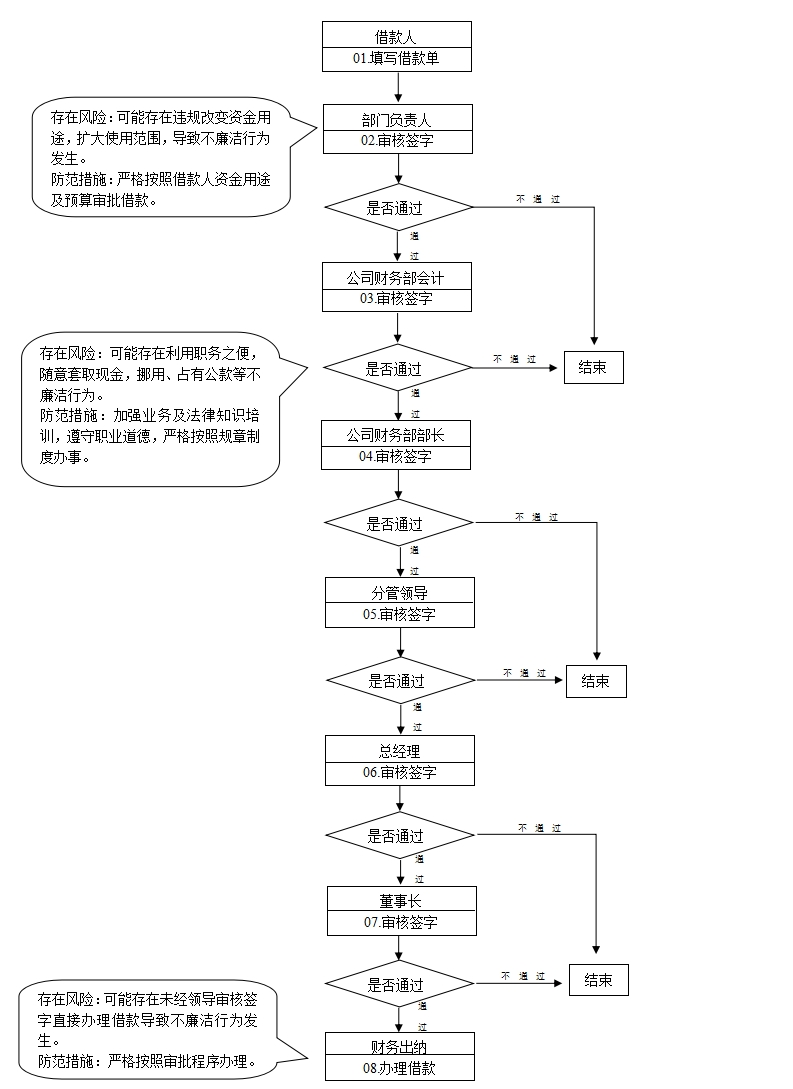 借款人
01.填写借款单
存在风险：可能存在违规改变资金用
途，扩大使用范围，导致不廉洁行为
发生。
防范措施：严格按照借款人资金用途
及预算审批借款。
部门负责人
02.审核签字
是否通过
不 通 过
通
过
公司财务部会计
03.审核签字
存在风险：可能存在利用职务之便，
随意套取现金，挪用、占有公款等不
廉洁行为。
防范措施：加强业务及法律知识培
训，遵守职业道德，严格按照规章制
度办事。
是否通过
不 通 过
结束
通
过
公司财务部部长
04.审核签字
是否通过
不 通 过
通
过
分管领导
05.审核签字
是否通过
不 通 过
结束
通
过
总经理
06.审核签字
是否通过
不 通 过
通
过
董事长
07.审核签字
是否通过
不 通 过
结束
通
过
存在风险：可能存在未经领导审核签
字直接办理借款导致不廉洁行为发
生。
防范措施：严格按照审批程序办理。
财务出纳
08.办理借款